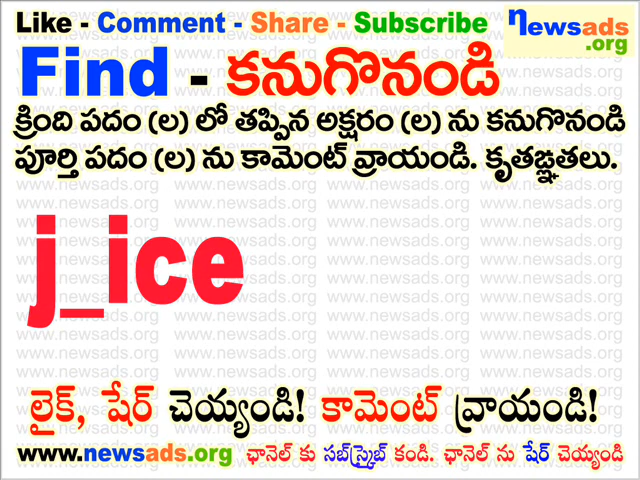 Like - Comment - Share - Subscribe
newsads
.org
Find - కనుగొనండి
క్రింది పదం (ల) లో తప్పిన అక్షరం (ల) ను కనుగొనండి
పూర్తి పదం (ల) ను కామెంట్ వ్రాయండి. కృతఙ్ఞతలు.
j_ice
లైక్, షేర్ చెయ్యండి! కామెంట్ వ్రాయండి!
www.newsads.org ఛానెల్ కు సబ్‌స్క్రైబ్ కండి. ఛానెల్ ను షేర్ చెయ్యండి